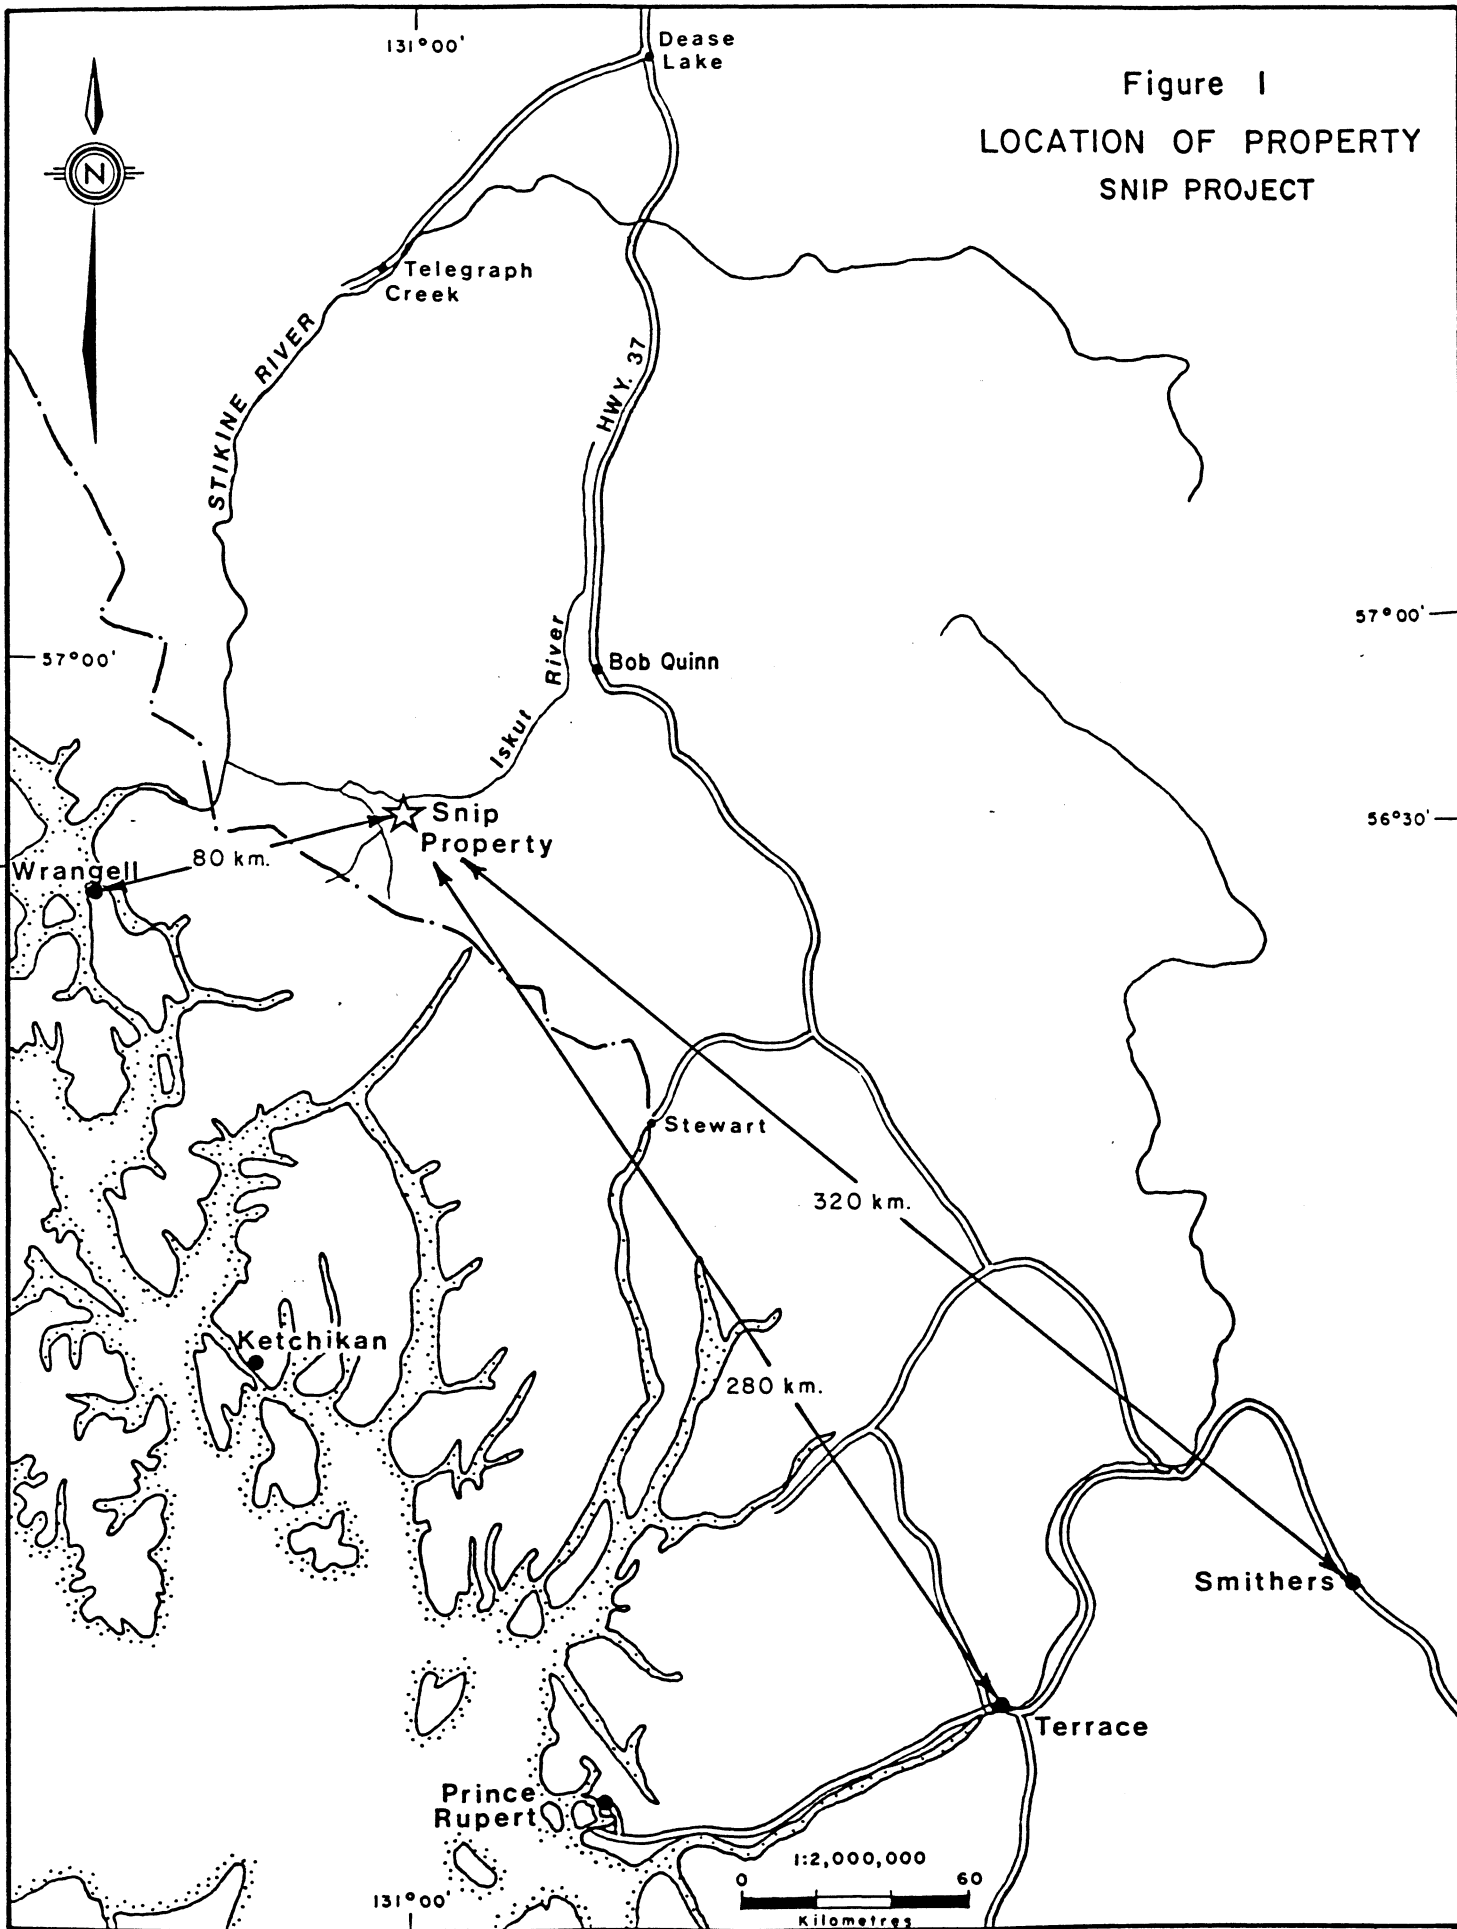 131°00'
Dease
Lake
Figure 1
LOCATION OF PROPERTY
SNIP PROJECT
N
Telegraph
Creek
STIKINE RIVER
HWY. 37
57°00'
57°00'
Iskut River
Bob Quinn
Snip
Property
56°30'
80 km.
Wrangell
Stewart
320 km.
Ketchikan
280 km.
Smithers
Terrace
Prince
Rupert
1:2,000,000
0 60
Kilometres
131°00'